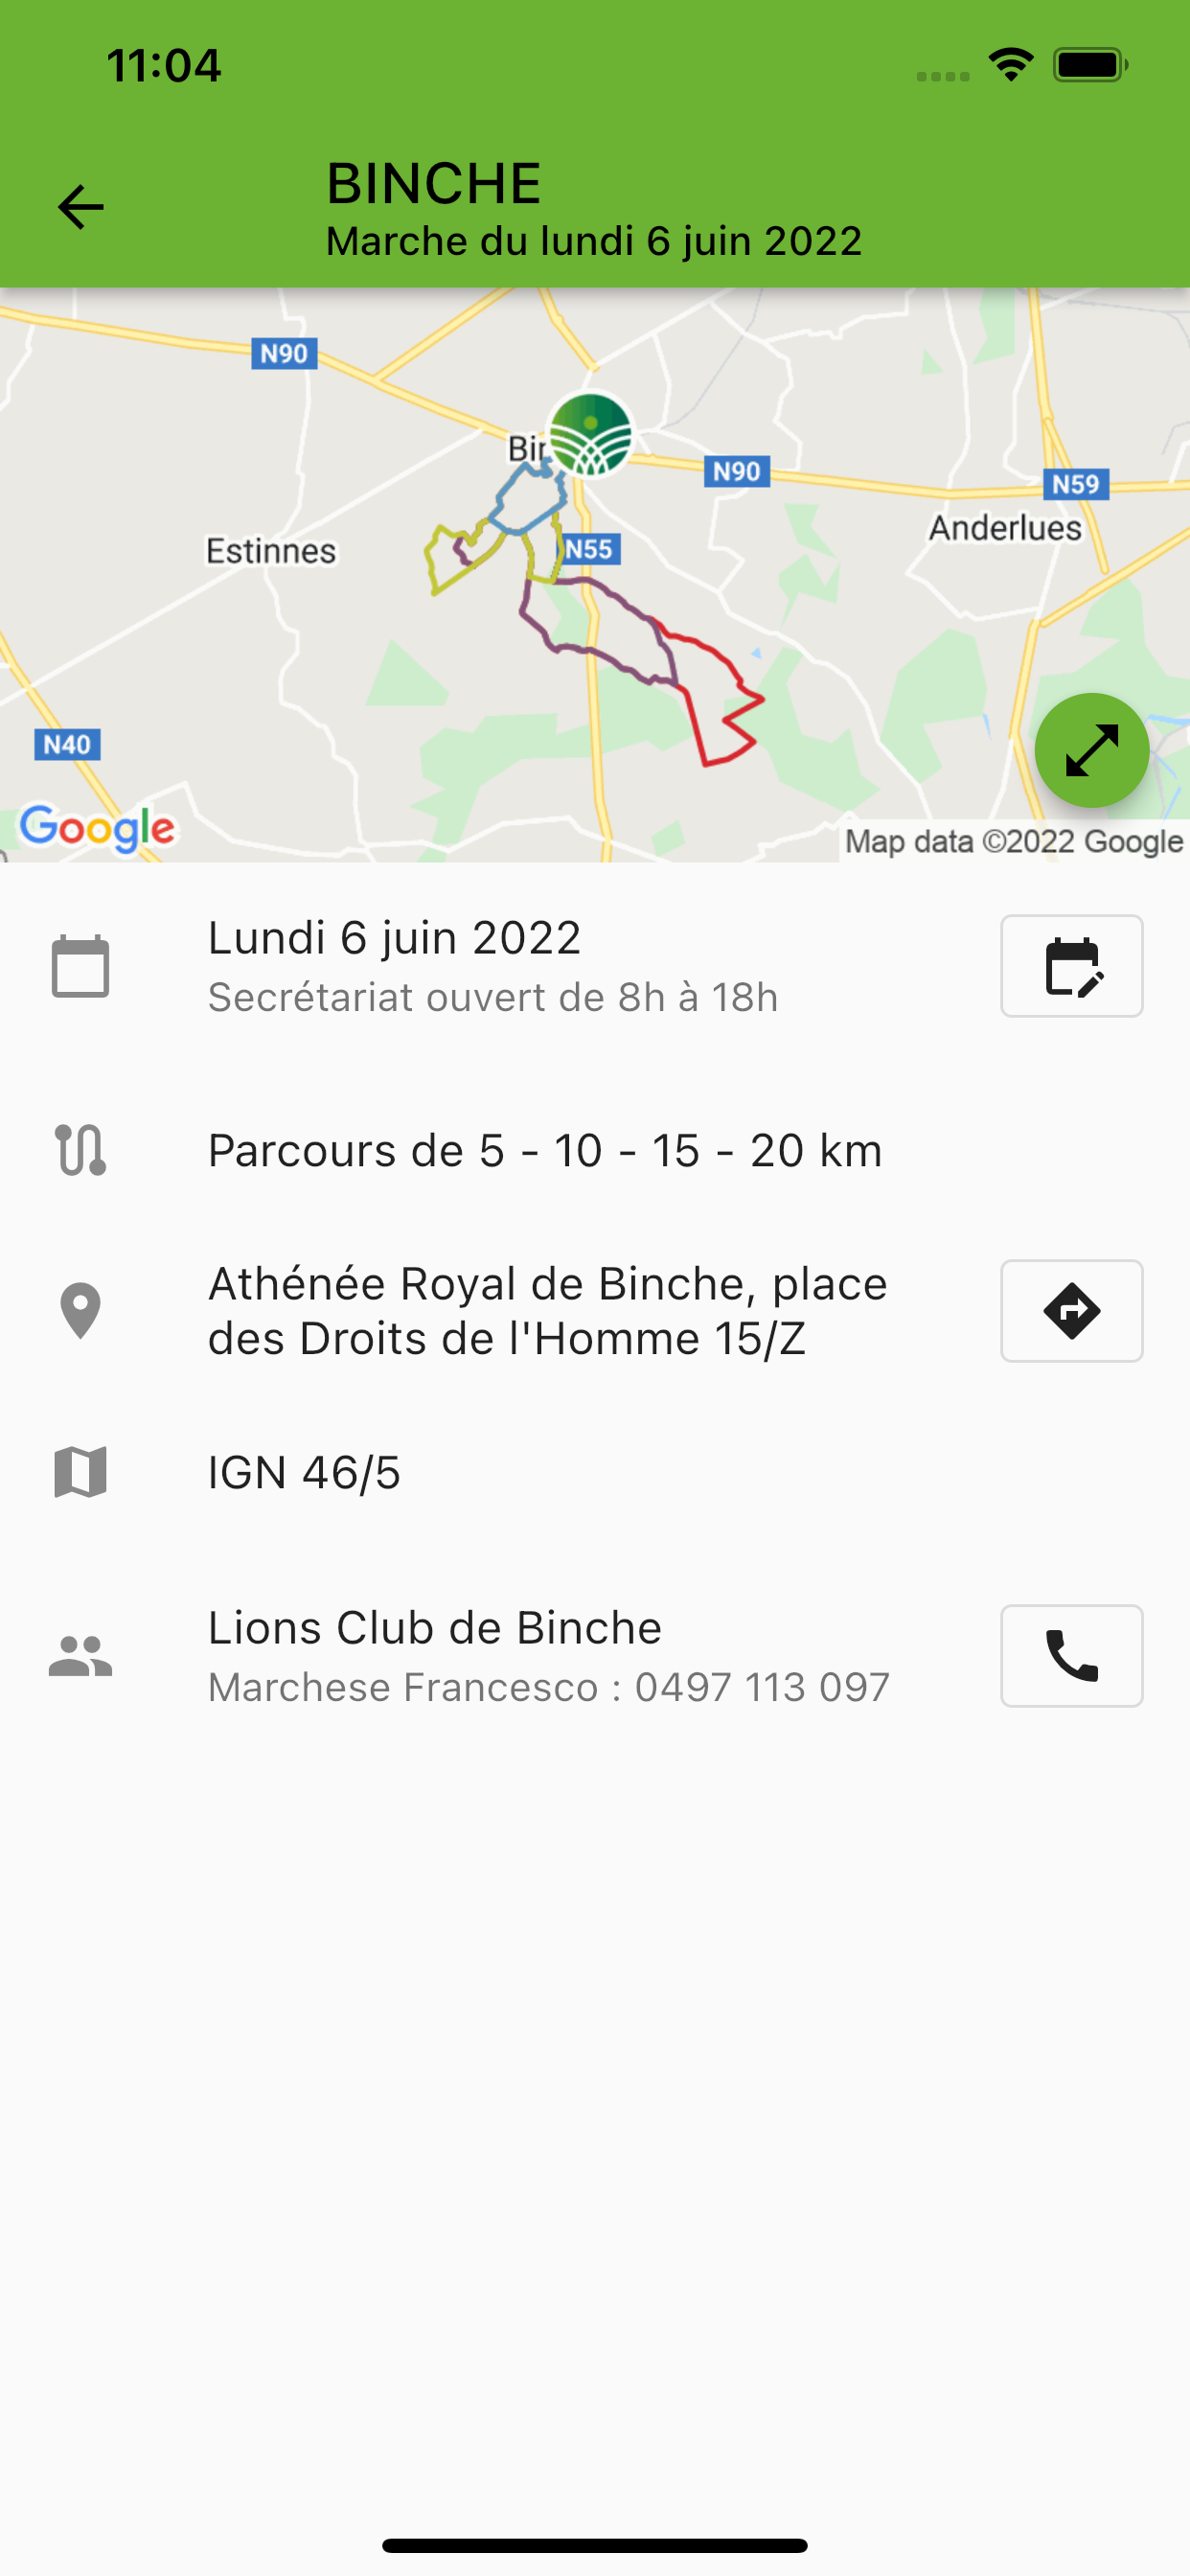 11:04
BINCHE
Marche du lundi 6 juin 2022
N90
N90
N59
Anderlues
Estinnes
N55
N40
Google
Map data ©2022 Google
Lundi 6 juin 2022
Secrétariat ouvert de 8h à 18h
Parcours de 5 - 10 - 15 - 20 km
Athénée Royal de Binche, place
des Droits de l'Homme 15/Z
IGN 46/5
Lions Club de Binche
Marchese Francesco : 0497 113 097